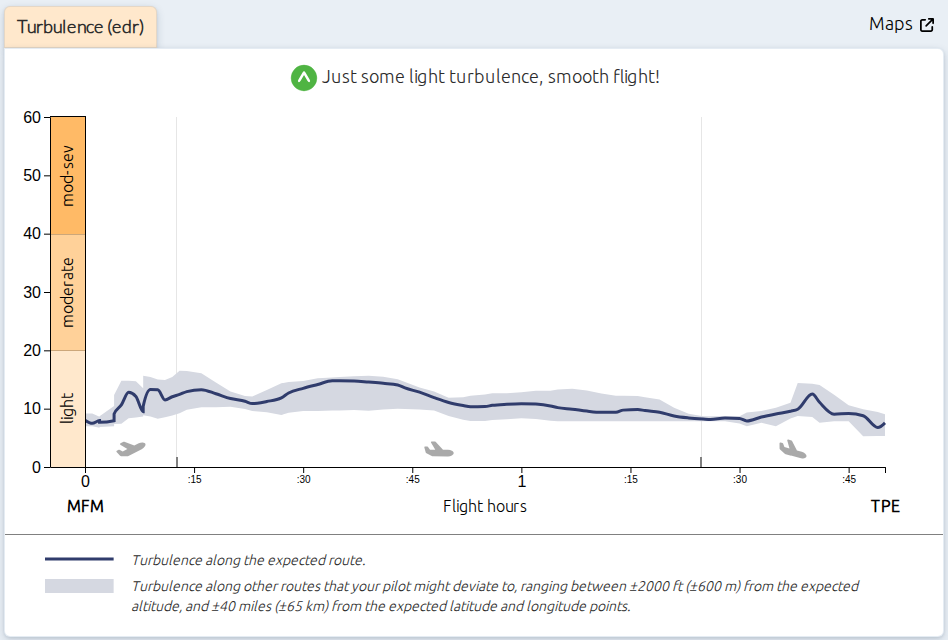 Turbulence (edr)
Maps
Just some light turbulence, smooth flight!
60
50
40
30
20
10
0
mod-sev
moderate
light
0 :15 :30 :45 1 :15 :30 :45
MFM Flight hours TPE
Turbulence along the expected route.
Turbulence along other routes that your pilot might deviate to, ranging between ±2000 ft (±600 m) from the expected
altitude, and ±40 miles (±65 km) from the expected latitude and longitude points.